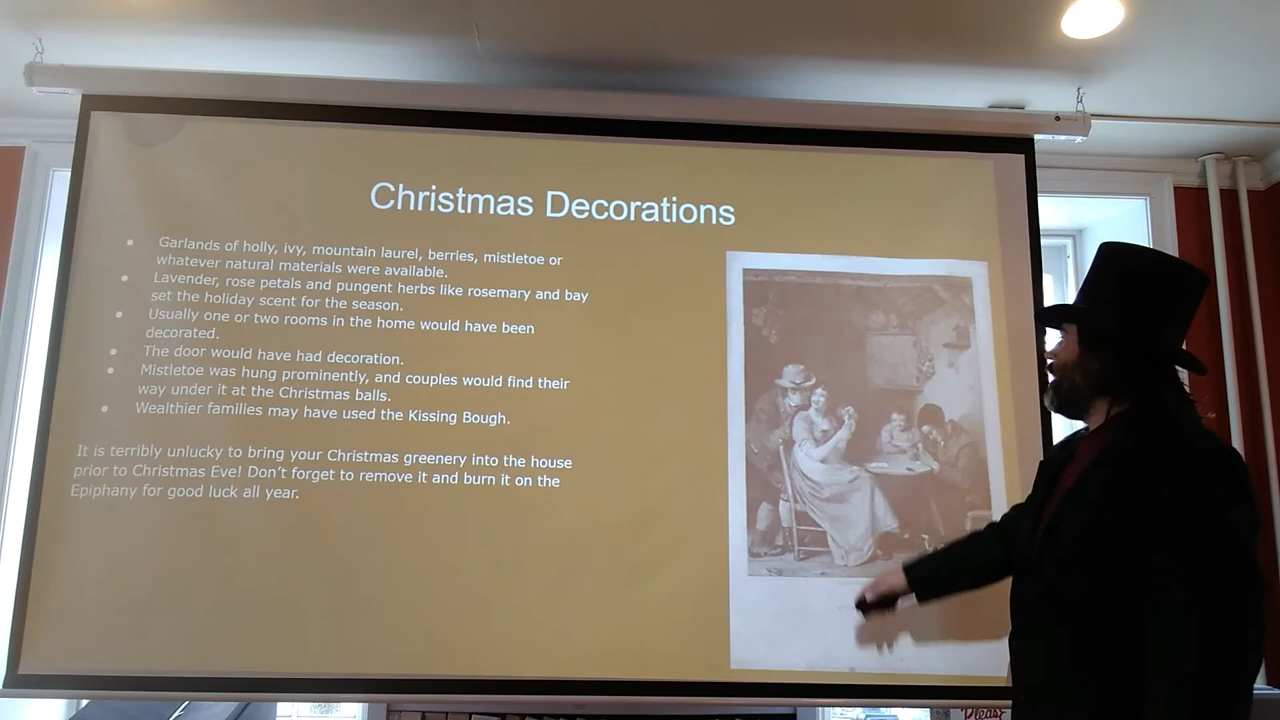 Christmas Decorations
• Garlands of holly, ivy, mountain laurel, berries, mistletoe or
whatever natural materials were available.
• Lavender, rose petals and pungent herbs like rosemary and bay
set the holiday scent for the season.
• Usually one or two rooms in the home would have been
decorated.
• The door would have had decoration.
• Mistletoe was hung prominently, and couples would find their
way under it at the Christmas balls.
• Wealthier families may have used the Kissing Bough.
It is terribly unlucky to bring your Christmas greenery into the house
prior to Christmas Eve! Don't forget to remove it and burn it on the
Epiphany for good luck all year.
Please